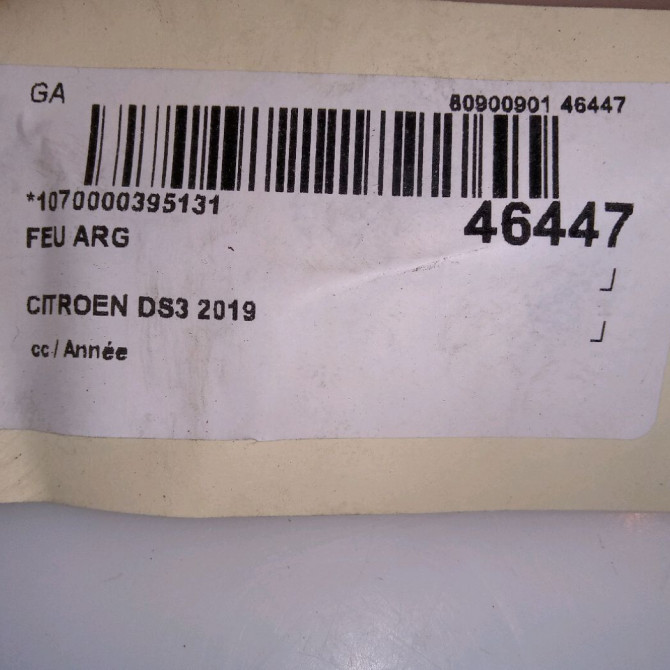 GA
80900901 46447
*1070000395131
46447
FEU ARG
CITROEN DS3 2019
cc / Année